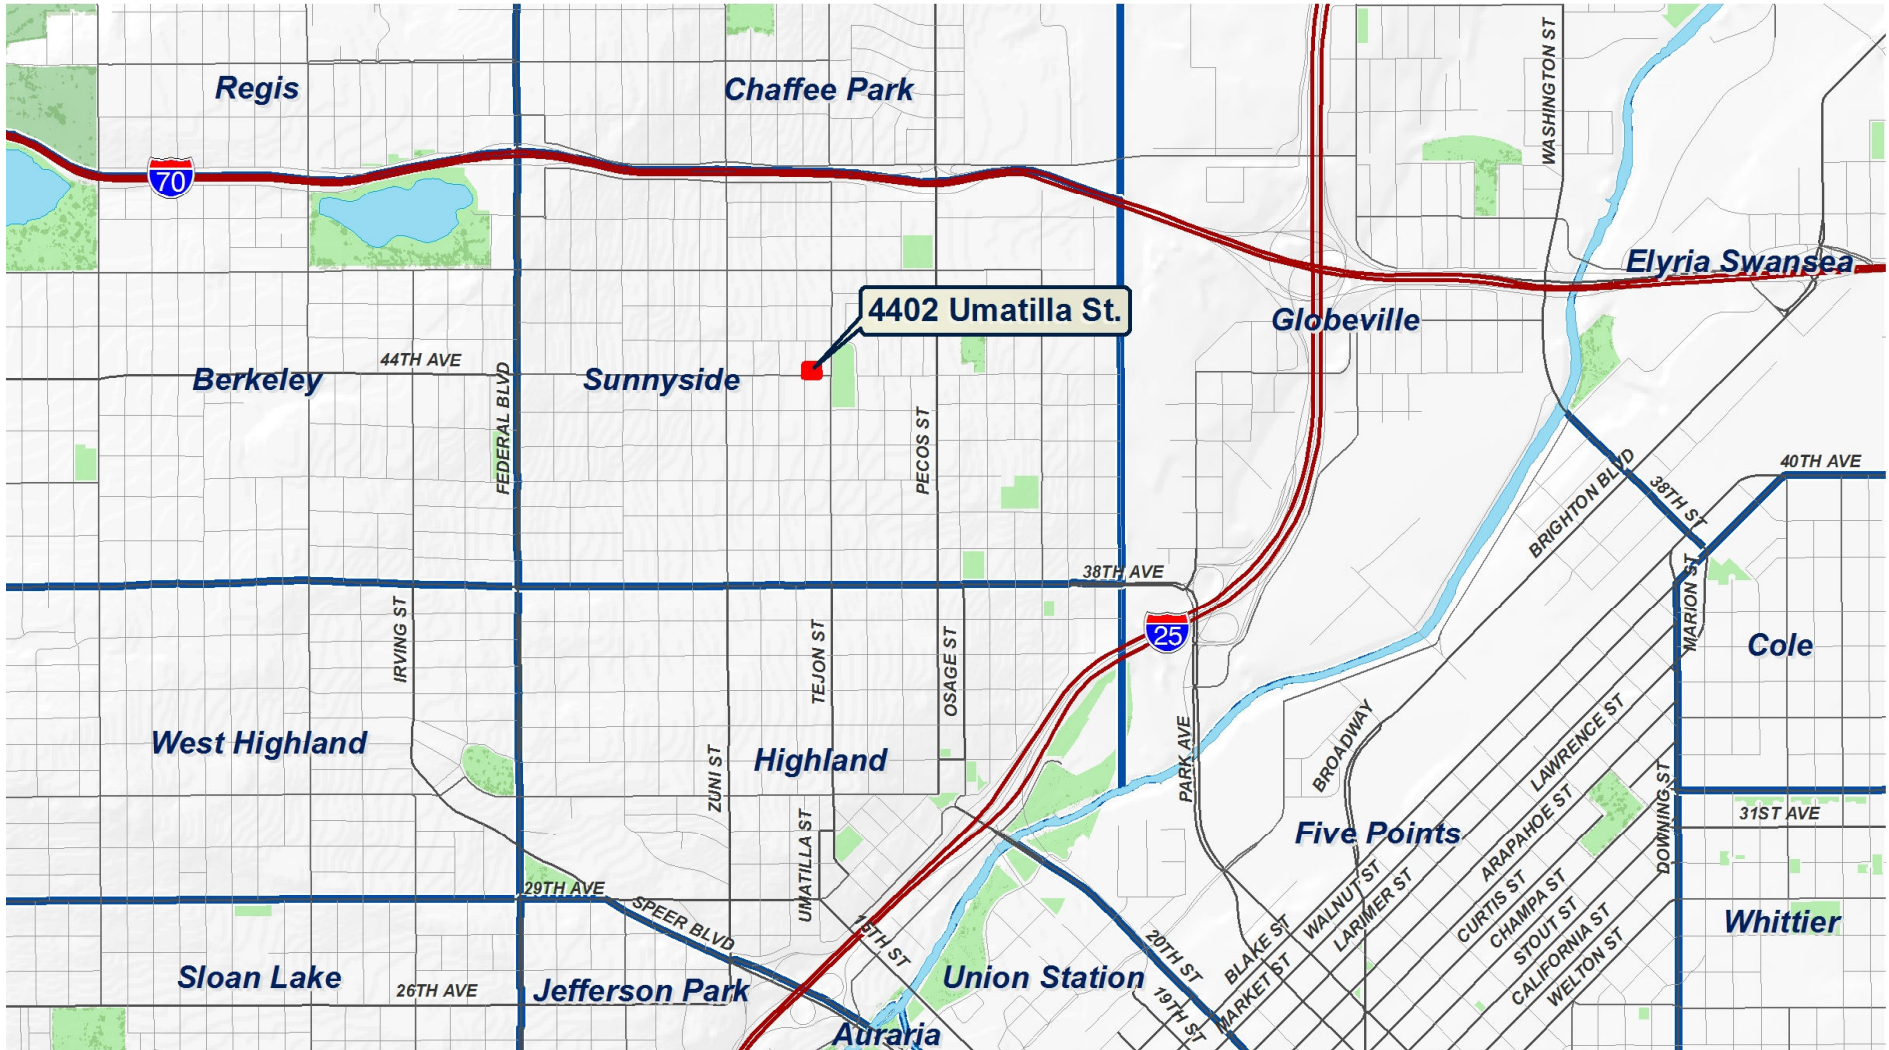 WASHINGTON ST
Regis
Chaffee Park
70
Elyria Swansea
4402 Umatilla St.
Globeville
44TH AVE
Berkeley
Sunnyside
FEDERAL BLVD
PECOS ST
40TH AVE
BRIGHTON BLVD
38TH ST
38TH AVE
MARION ST
IRVING ST
TEJON ST
OSAGE ST
25
Cole
West Highland
Highland
ZUNI ST
PARK AVE
BROADWAY
LAWRENCE ST
DOWNING ST
31ST AVE
Five Points
ARAPAHOE ST
UMATILLA ST
29TH AVE
SPEER BLVD
15TH ST
WALNUT ST
LARIMER ST
CURTIS ST
CHAMPA ST
STOUT ST
CALIFORNIA ST
WELTON ST
Whittier
BLAKE ST
MARKET ST
20TH ST
19TH ST
Sloan Lake
26TH AVE
Jefferson Park
Union Station
Auraria